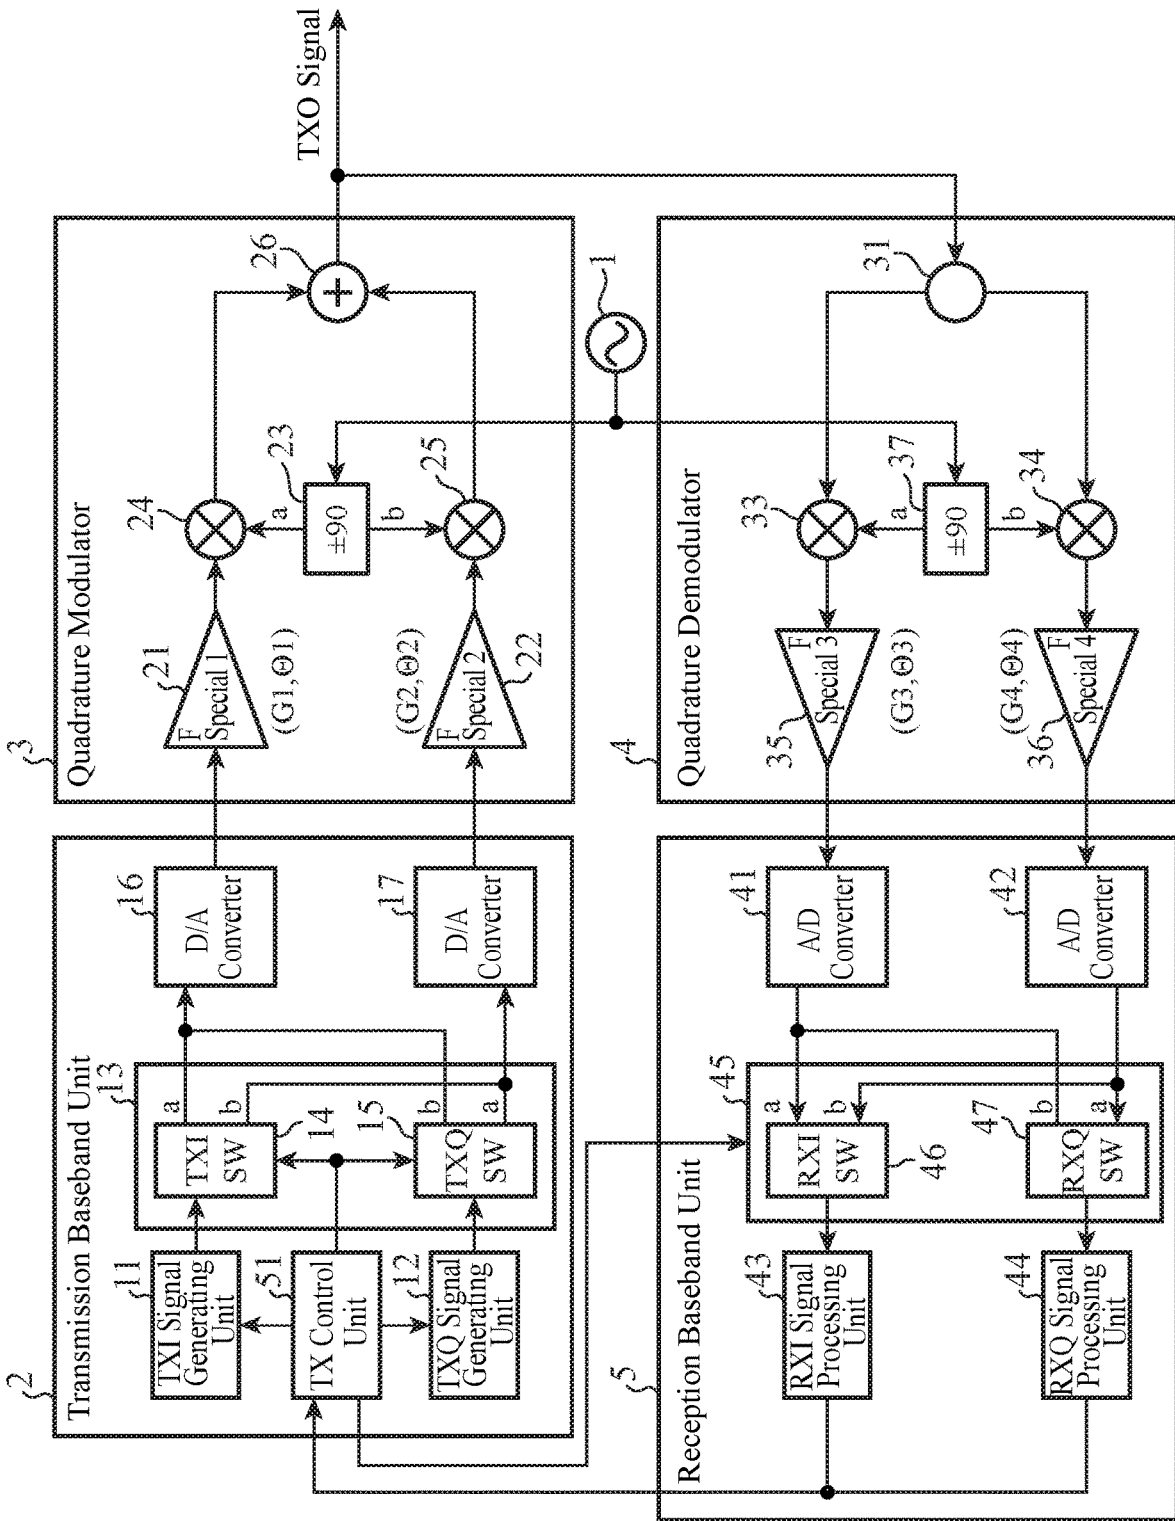 2
Transmission Baseband Unit
11
TXI Signal
Generating
Unit
51
TX Control
Unit
12
TXQ Signal
Generating
Unit
13
TXI
SW
a
b
14
15
TXQ
SW
b
a
16
D/A
Converter
17
D/A
Converter
3
Quadrature Modulator
21
F
Special 1
(G1,Θ1)
(G2,Θ2)
F
Special 2
22
24
a
23
±90
b
25
26
TXO Signal
1
5
Reception Baseband Unit
43
RXI Signal
Processing
Unit
44
RXQ Signal
Processing
Unit
45
RXI
SW
a
b
46
47
RXQ
SW
b
a
41
A/D
Converter
42
A/D
Converter
4
Quadrature Demodulator
35
F
Special 3
(G3,Θ3)
(G4,Θ4)
36
F
Special 4
33
a
37
±90
b
34
31